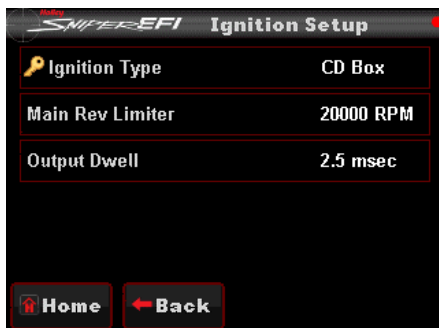 Holley
SNIPER EFI Ignition Setup
Ignition Type CD Box
Main Rev Limiter 20000 RPM
Output Dwell 2.5 msec
Home Back